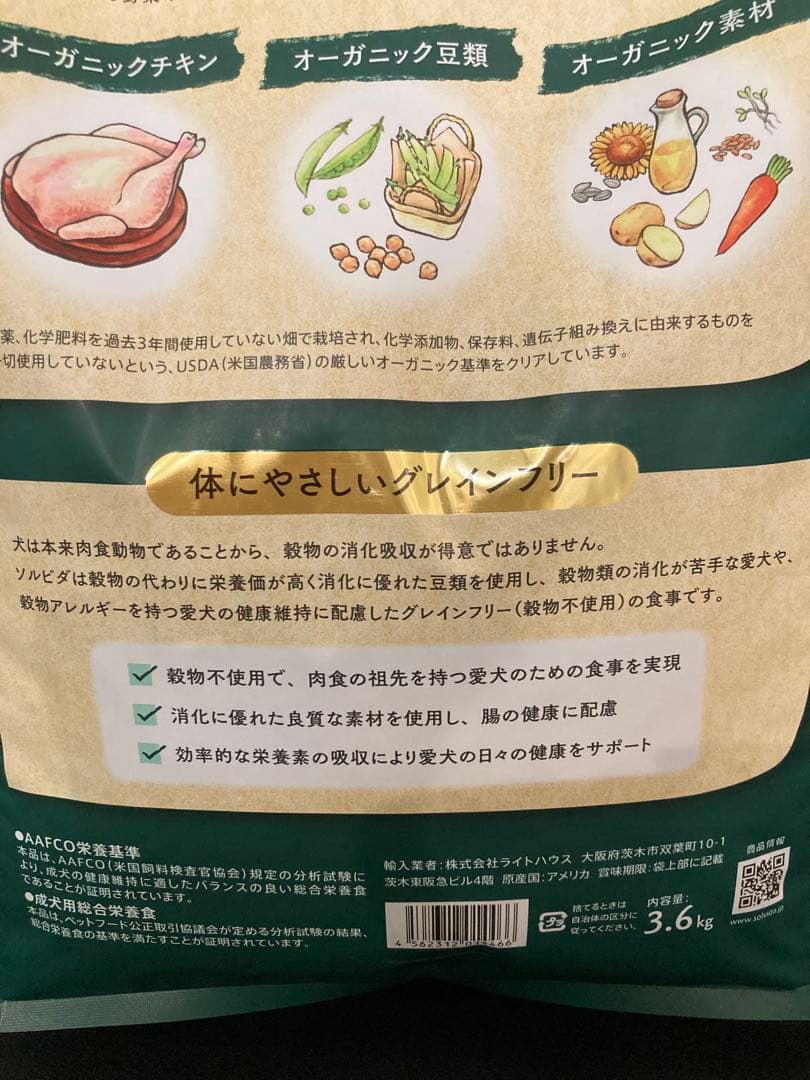 オーガニックチキン
オーガニック豆類
オーガニック素材
薬、化学肥料を過去3年間使用していない畑で栽培され、化学添加物、保存料、遺伝子組み換えに由来するものを
切使用していないという、USDA(米国農務省)の厳しいオーガニック基準をクリアしています。
体にやさしいグレインフリー
犬は本来肉食動物であることから、穀物の消化吸収が得意ではありません。
ソルビダは穀物の代わりに栄養価が高く消化に優れた豆類を使用し、穀物類の消化が苦手な愛犬や、
穀物アレルギーを持つ愛犬の健康維持に配慮したグレインフリー(穀物不使用)の食事です。
穀物不使用で、肉食の祖先を持つ愛犬のための食事を実現
消化に優れた良質な素材を使用し、腸の健康に配慮
効率的な栄養素の吸収により愛犬の日々の健康をサポート
●AAFCO栄養基準
本品は、AAFCO(米国飼料検査官協会)規定の分析試験に
より、成犬の健康維持に適したバランスの良い総合栄養食
であることが証明されています。
●成犬用総合栄養食
本品は、ペットフード公正取引協議会が定める分析試験の結果、
総合栄養食の基準を満たすことが証明されています。
輸入業者:株式会社ライトハウス 大阪府茨木市双葉町10-1
茨木東阪急ビル4階 原産国:アメリカ 賞味期限:袋上部に記載
商品情報
www.solvida.jp
捨てるときは
自治体の区分に
従ってください。
内容量:
3.6kg